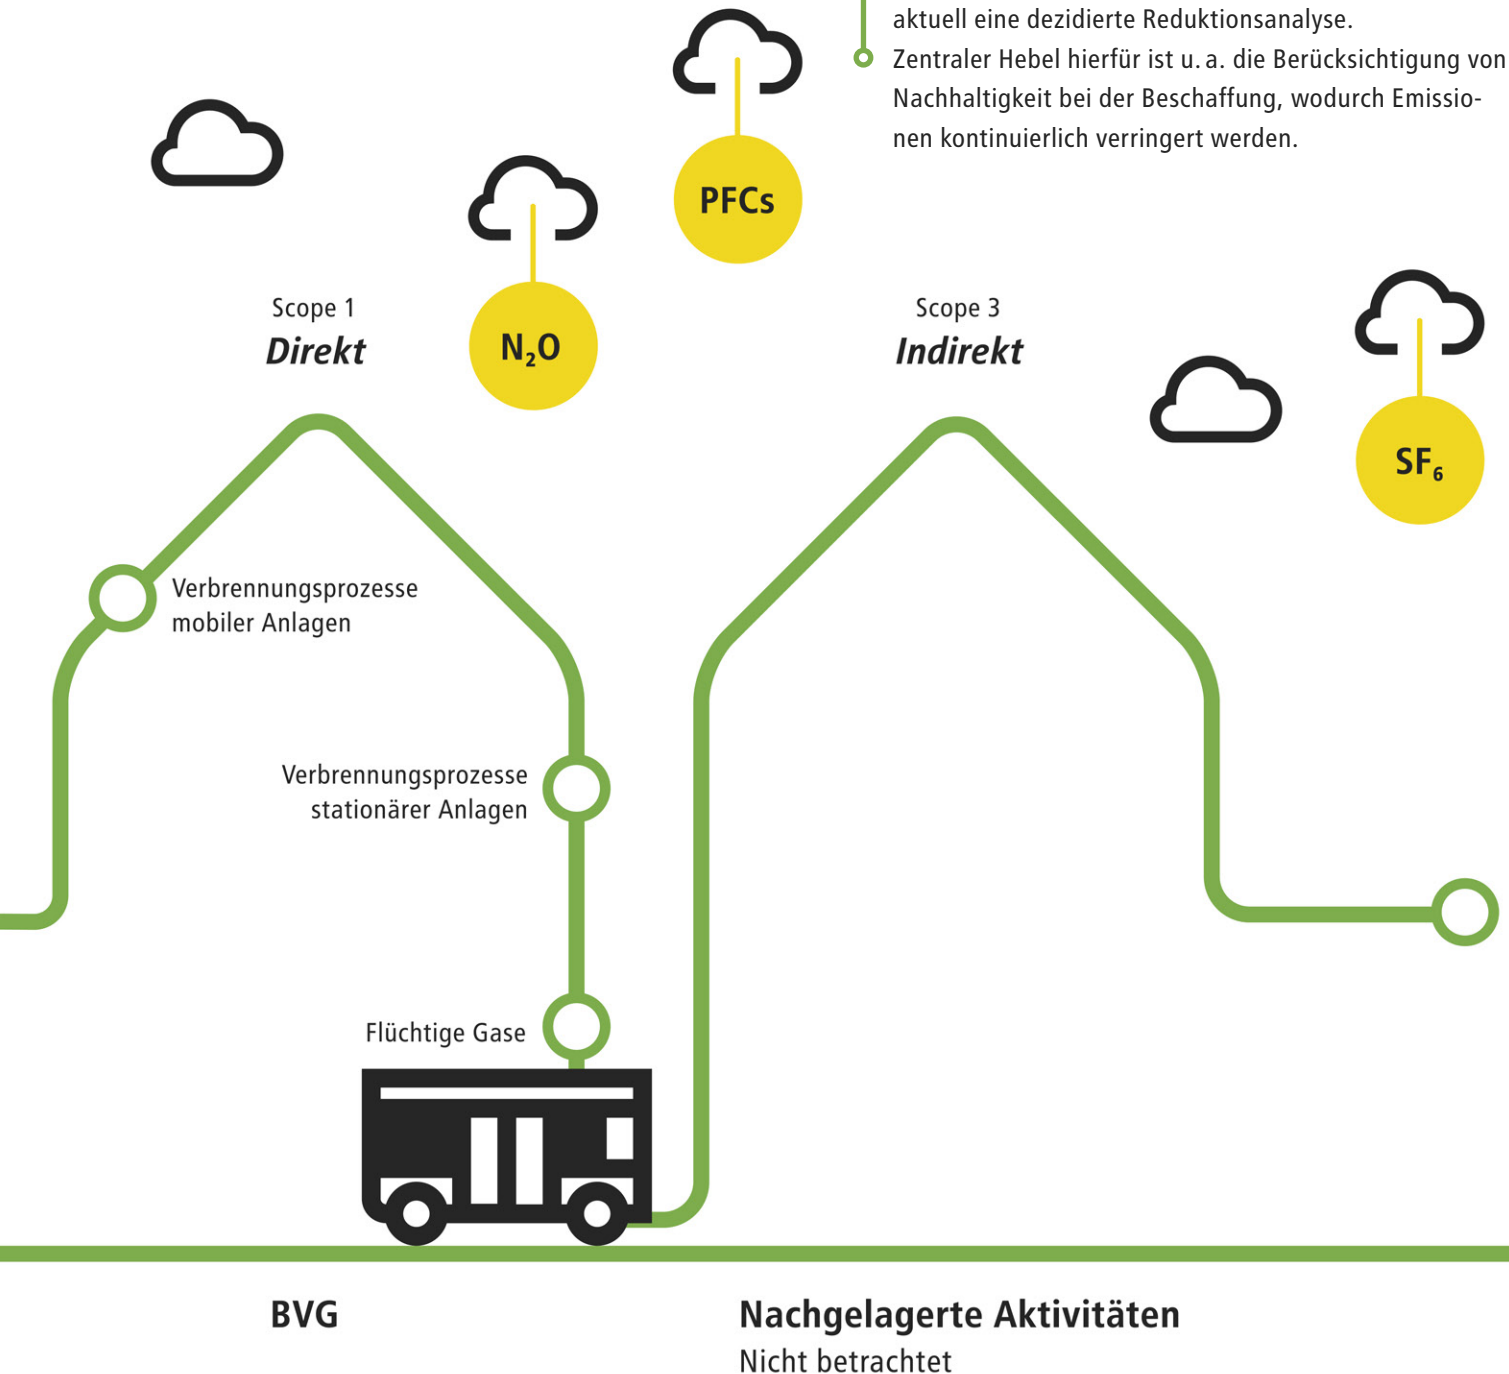 aktuell eine dezidierte Reduktionsanalyse.
Zentraler Hebel hierfür ist u. a. die Berücksichtigung von
Nachhaltigkeit bei der Beschaffung, wodurch Emissio-
nen kontinuierlich verringert werden.
PFCs
Scope 1
Direkt
N₂O
Scope 3
Indirekt
SF₆
Verbrennungsprozesse
mobiler Anlagen
Verbrennungsprozesse
stationärer Anlagen
Flüchtige Gase
BVG
Nachgelagerte Aktivitäten
Nicht betrachtet